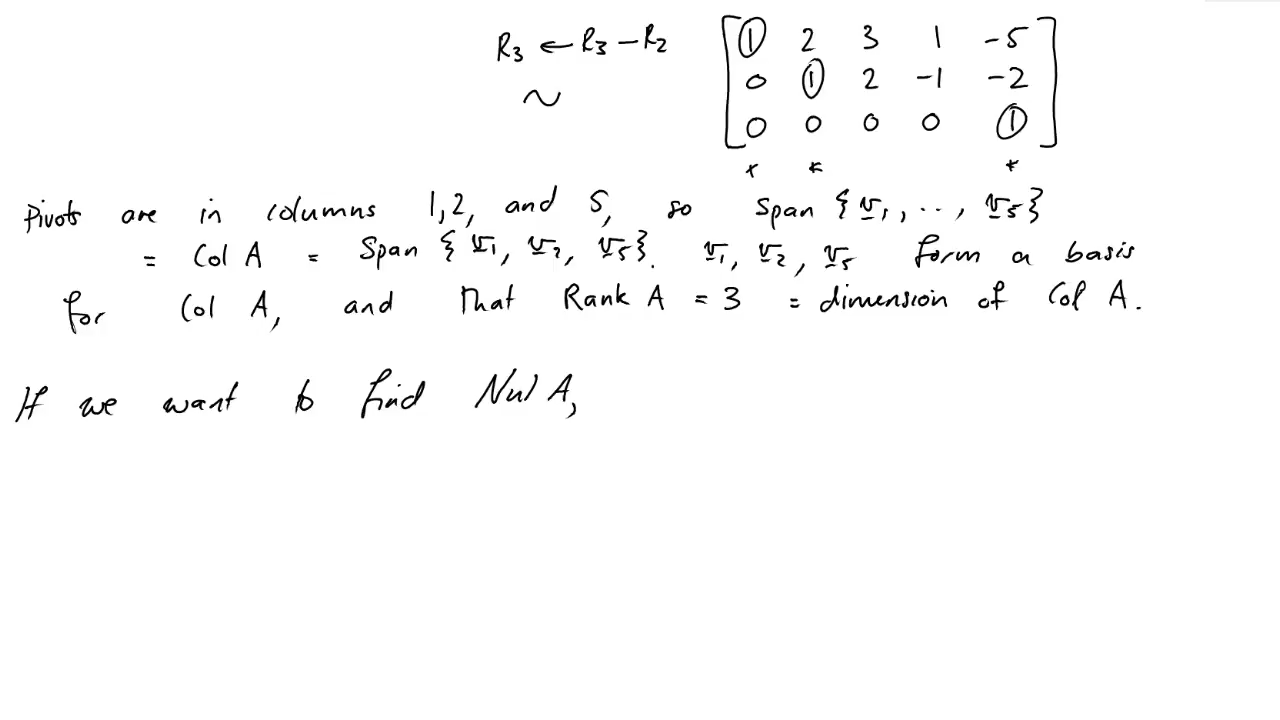 R₃ ← R₃ − R₂ [ 1 2 3 1 −5
~ 0 1 2 −1 −2
0 0 0 0 1 ]
* * *
Pivots are in columns 1, 2, and 5, so Span {v₁, .., v₅}
= Col A = Span {v₁, v₂, v₅}. v₁, v₂, v₅ form a basis
for Col A, and that Rank A = 3 = dimension of Col A.
If we want to find Nul A,